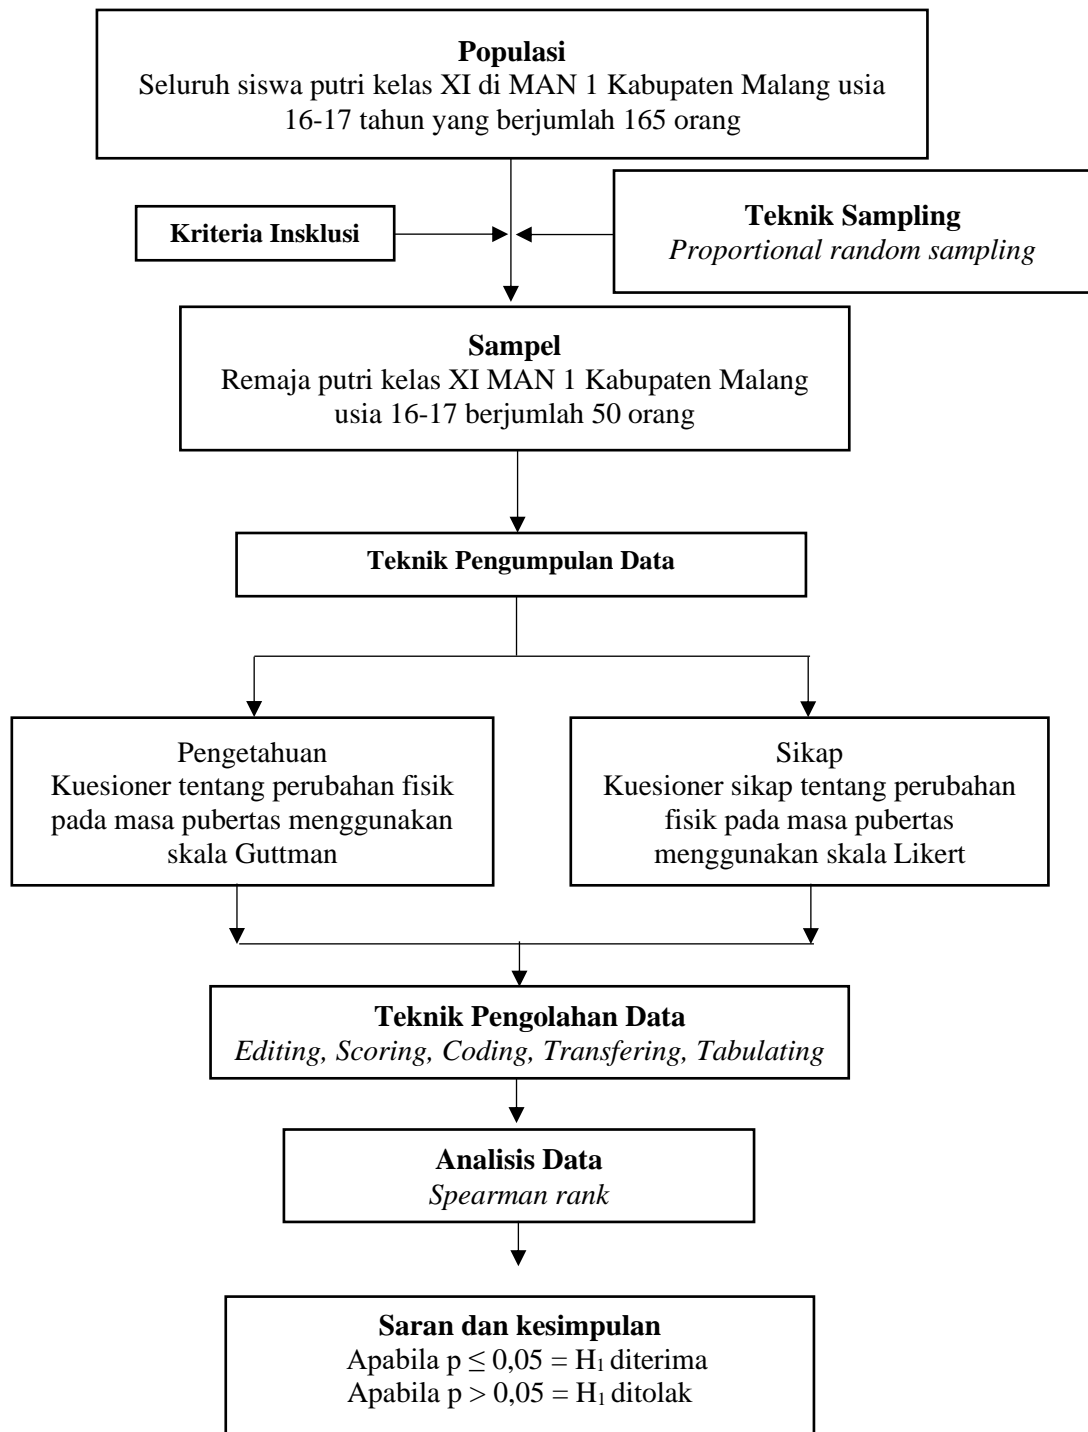 Populasi
Seluruh siswa putri kelas XI di MAN 1 Kabupaten Malang usia
16-17 tahun yang berjumlah 165 orang
Kriteria Insklusi
Teknik Sampling
Proportional random sampling
Sampel
Remaja putri kelas XI MAN 1 Kabupaten Malang
usia 16-17 berjumlah 50 orang
Teknik Pengumpulan Data
Pengetahuan
Kuesioner tentang perubahan fisik
pada masa pubertas menggunakan
skala Guttman
Sikap
Kuesioner sikap tentang perubahan
fisik pada masa pubertas
menggunakan skala Likert
Teknik Pengolahan Data
Editing, Scoring, Coding, Transfering, Tabulating
Analisis Data
Spearman rank
Saran dan kesimpulan
Apabila p ≤ 0,05 = H₁ diterima
Apabila p > 0,05 = H₁ ditolak